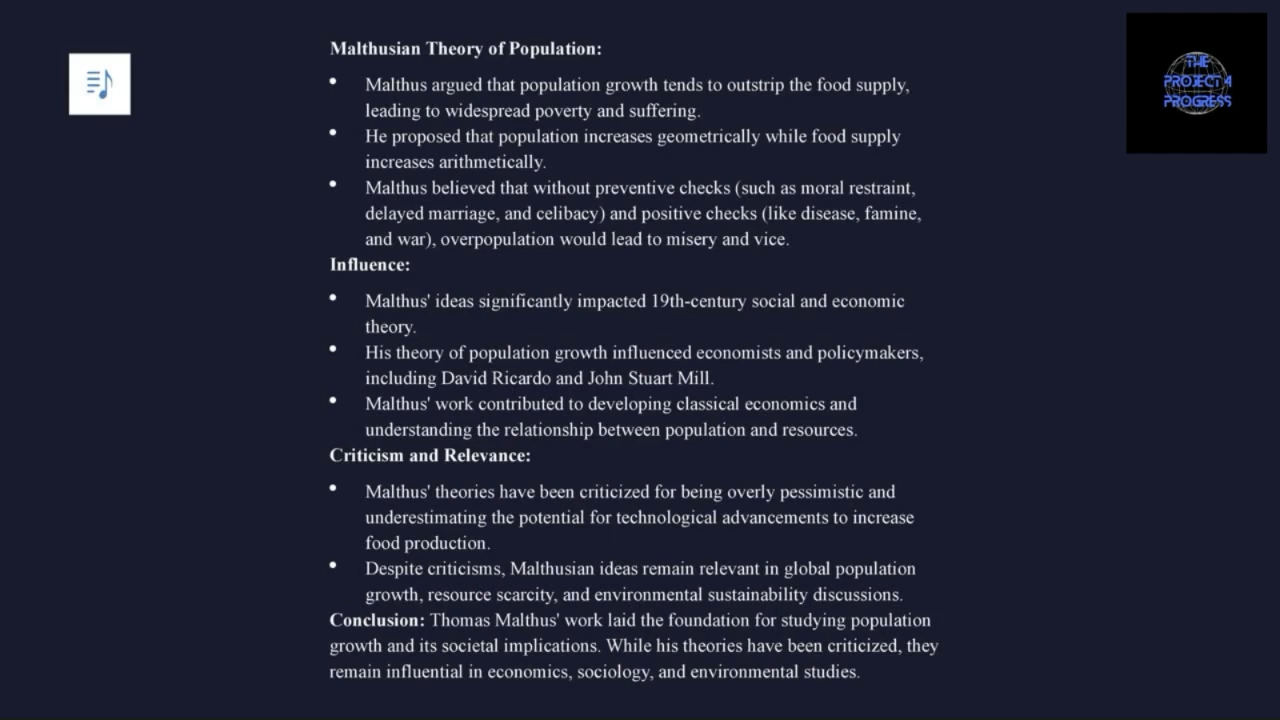 THE
PROJECT 4
PROGRESS
Malthusian Theory of Population:
• Malthus argued that population growth tends to outstrip the food supply,
leading to widespread poverty and suffering.
• He proposed that population increases geometrically while food supply
increases arithmetically.
• Malthus believed that without preventive checks (such as moral restraint,
delayed marriage, and celibacy) and positive checks (like disease, famine,
and war), overpopulation would lead to misery and vice.
Influence:
• Malthus' ideas significantly impacted 19th-century social and economic
theory.
• His theory of population growth influenced economists and policymakers,
including David Ricardo and John Stuart Mill.
• Malthus' work contributed to developing classical economics and
understanding the relationship between population and resources.
Criticism and Relevance:
• Malthus' theories have been criticized for being overly pessimistic and
underestimating the potential for technological advancements to increase
food production.
• Despite criticisms, Malthusian ideas remain relevant in global population
growth, resource scarcity, and environmental sustainability discussions.
Conclusion: Thomas Malthus' work laid the foundation for studying population
growth and its societal implications. While his theories have been criticized, they
remain influential in economics, sociology, and environmental studies.